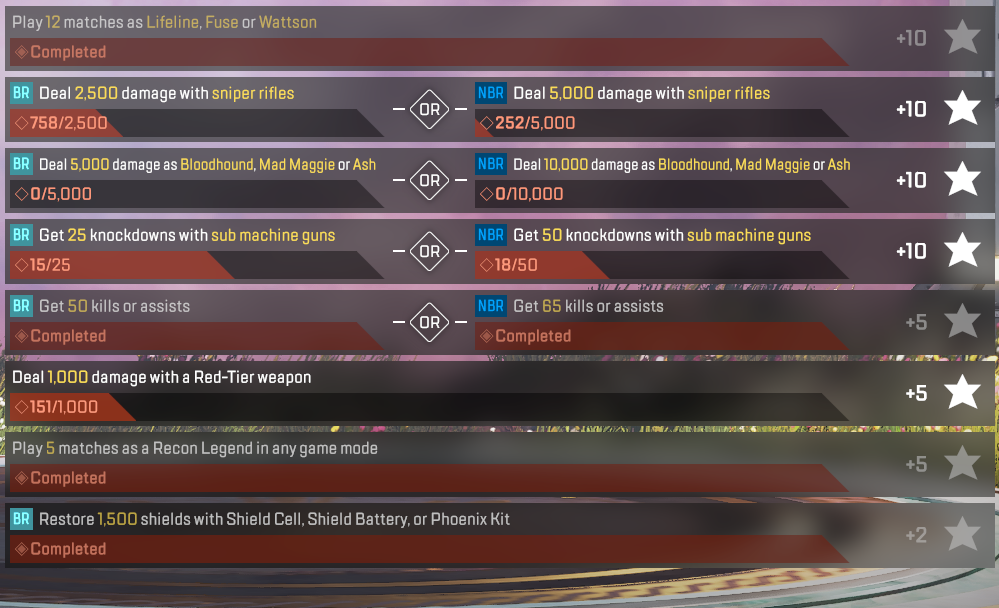 Play 12 matches as Lifeline, Fuse or Wattson
Completed
+10
BR Deal 2,500 damage with sniper rifles
758/2,500
OR
NBR Deal 5,000 damage with sniper rifles
252/5,000
+10
BR Deal 5,000 damage as Bloodhound, Mad Maggie or Ash
0/5,000
OR
NBR Deal 10,000 damage as Bloodhound, Mad Maggie or Ash
0/10,000
+10
BR Get 25 knockdowns with sub machine guns
15/25
OR
NBR Get 50 knockdowns with sub machine guns
18/50
+10
BR Get 50 kills or assists
Completed
OR
NBR Get 65 kills or assists
Completed
+5
Deal 1,000 damage with a Red-Tier weapon
151/1,000
+5
Play 5 matches as a Recon Legend in any game mode
Completed
+5
BR Restore 1,500 shields with Shield Cell, Shield Battery, or Phoenix Kit
Completed
+2